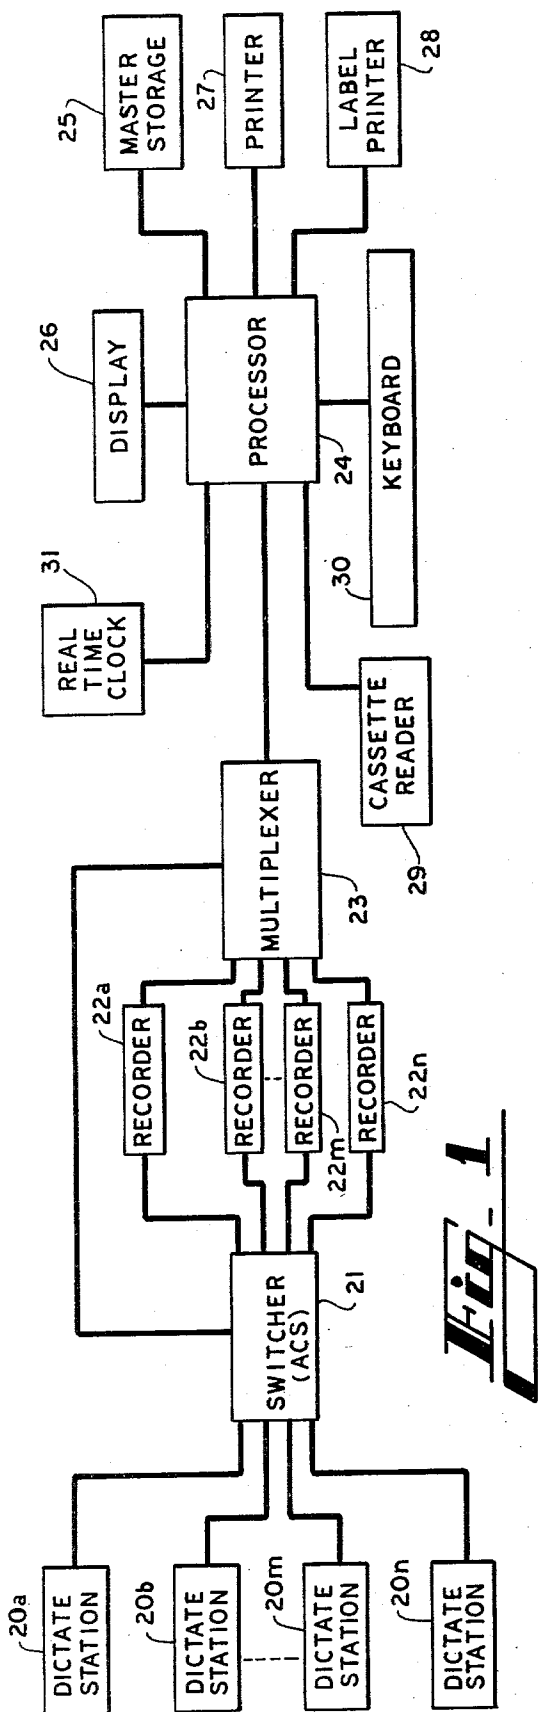 20a
DICTATE
STATION
20b
DICTATE
STATION
20m
DICTATE
STATION
20n
DICTATE
STATION
SWITCHER
(ACS)
21
22a
RECORDER
22b
RECORDER
RECORDER
22m
RECORDER
22n
MULTIPLEXER
23
31
REAL
TIME
CLOCK
CASSETTE
READER
29
26
DISPLAY
PROCESSOR
24
30
KEYBOARD
25
MASTER
STORAGE
27
PRINTER
28
LABEL
PRINTER
Fig_1